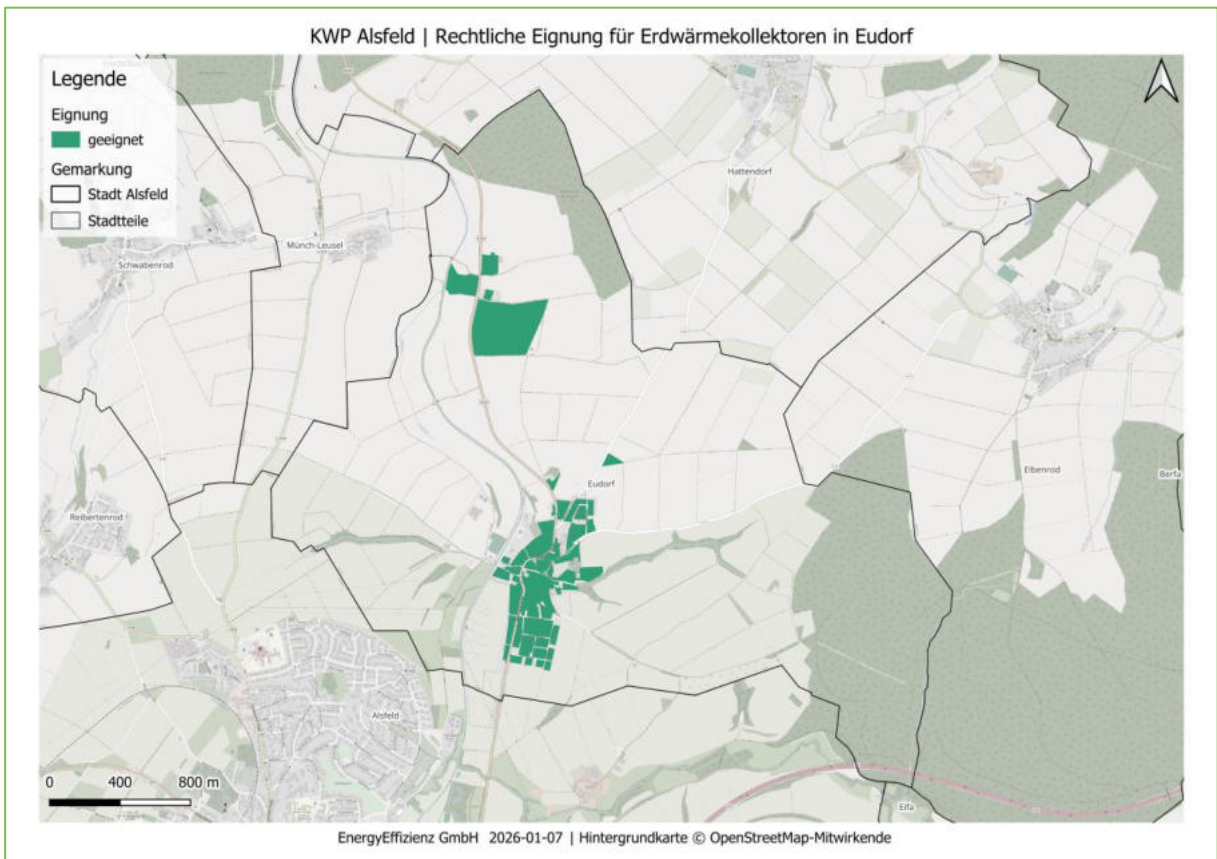 KWP Alsfeld | Rechtliche Eignung für Erdwärmekollektoren in Eudorf
Legende
Eignung
geeignet
Gemarkung
Stadt Alsfeld
Stadtteile
Hattendorf
Münch-Leusel
Schwabenrod
Elbenrod
Berfa
Eudorf
Reibertenrod
Alsfeld
0 400 800 m
Eifa
EnergyEffizienz GmbH 2026-01-07 | Hintergrundkarte © OpenStreetMap-Mitwirkende